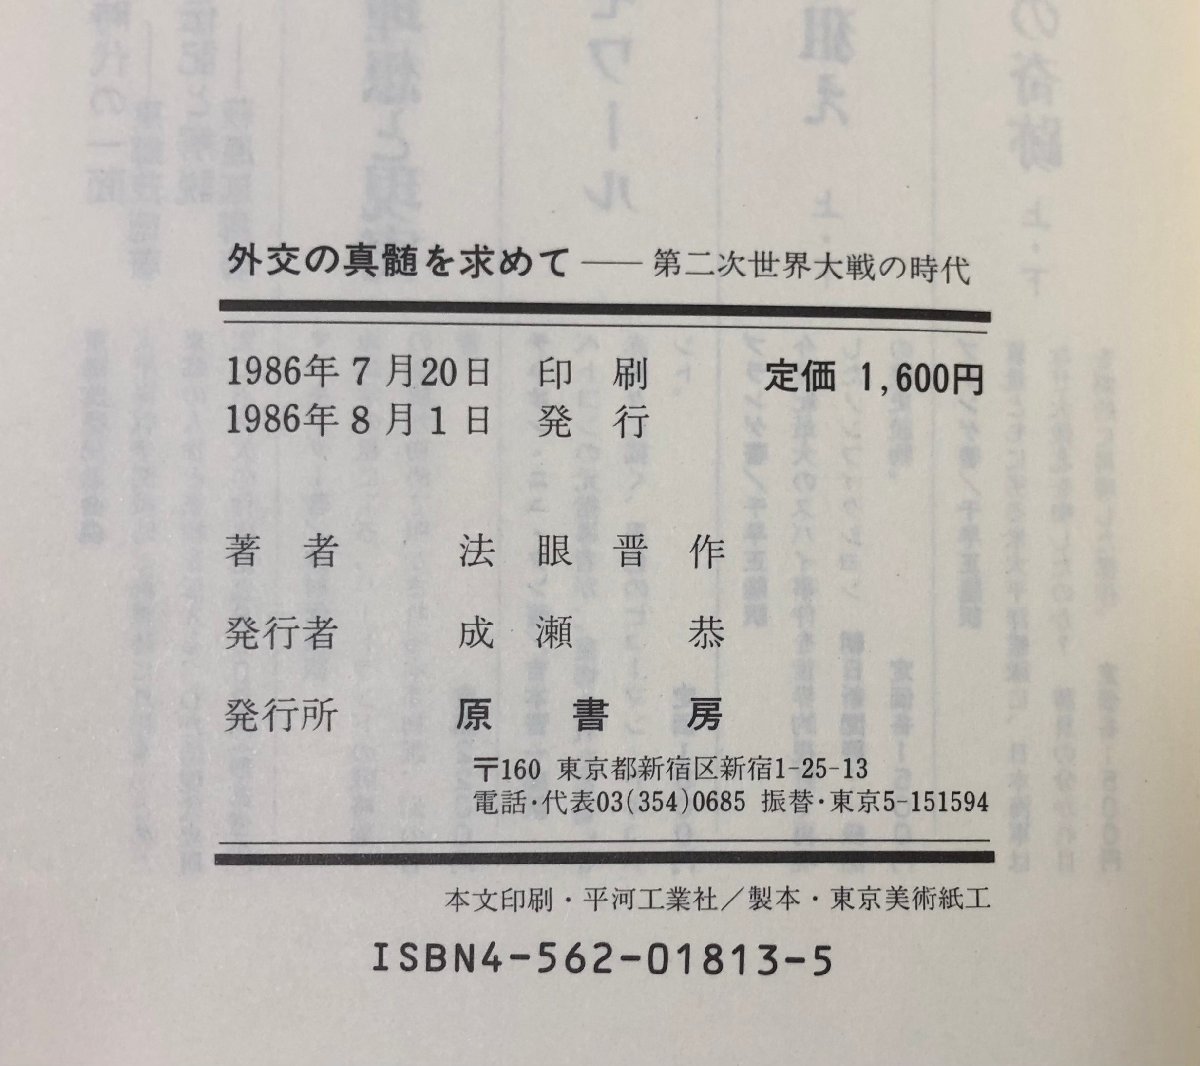 外交の真髄を求めて——第二次世界大戦の時代
1986年7月20日 印刷 定価 1,600円
1986年8月1日 発行
著者 法眼晋作
発行者 成瀬恭
発行所 原書房
〒160 東京都新宿区新宿1-25-13
電話・代表03(354)0685 振替・東京5-151594
本文印刷・平河工業社／製本・東京美術紙工
ISBN4-562-01813-5